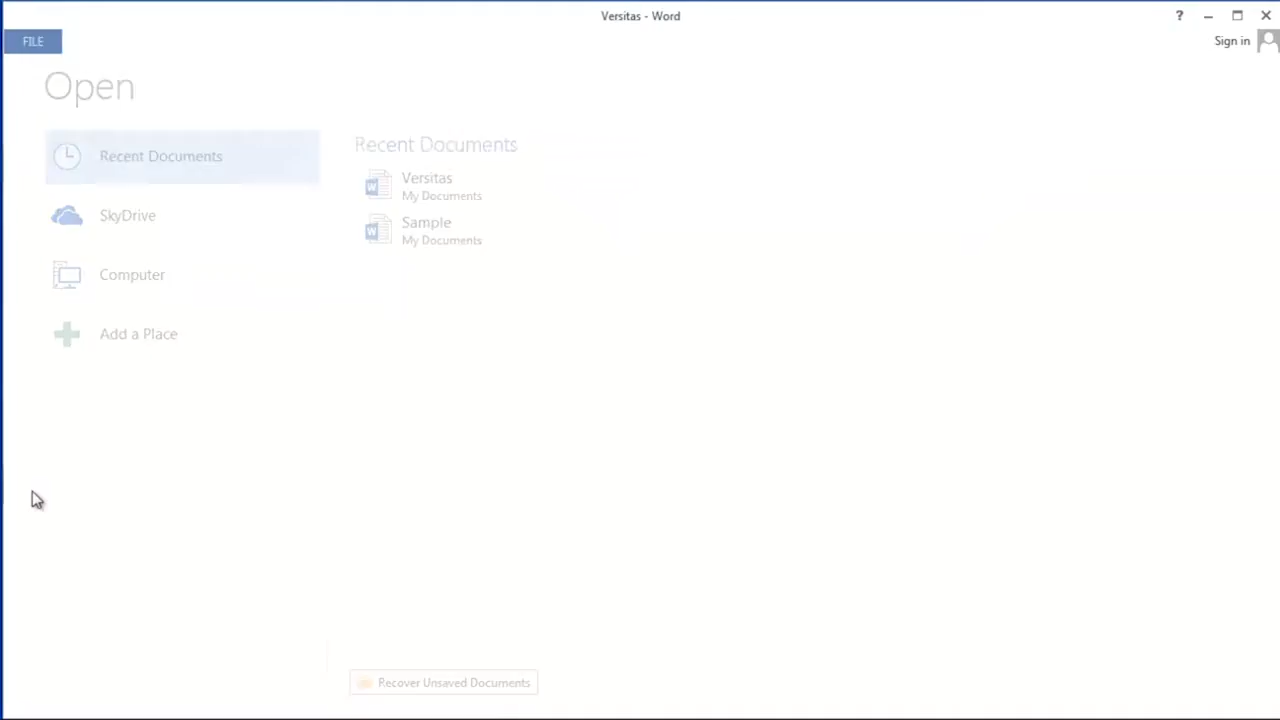 Versitas - Word
?
FILE
Sign in
Open
Recent Documents
SkyDrive
Computer
Add a Place
Recent Documents
Versitas
My Documents
Sample
My Documents
Recover Unsaved Documents